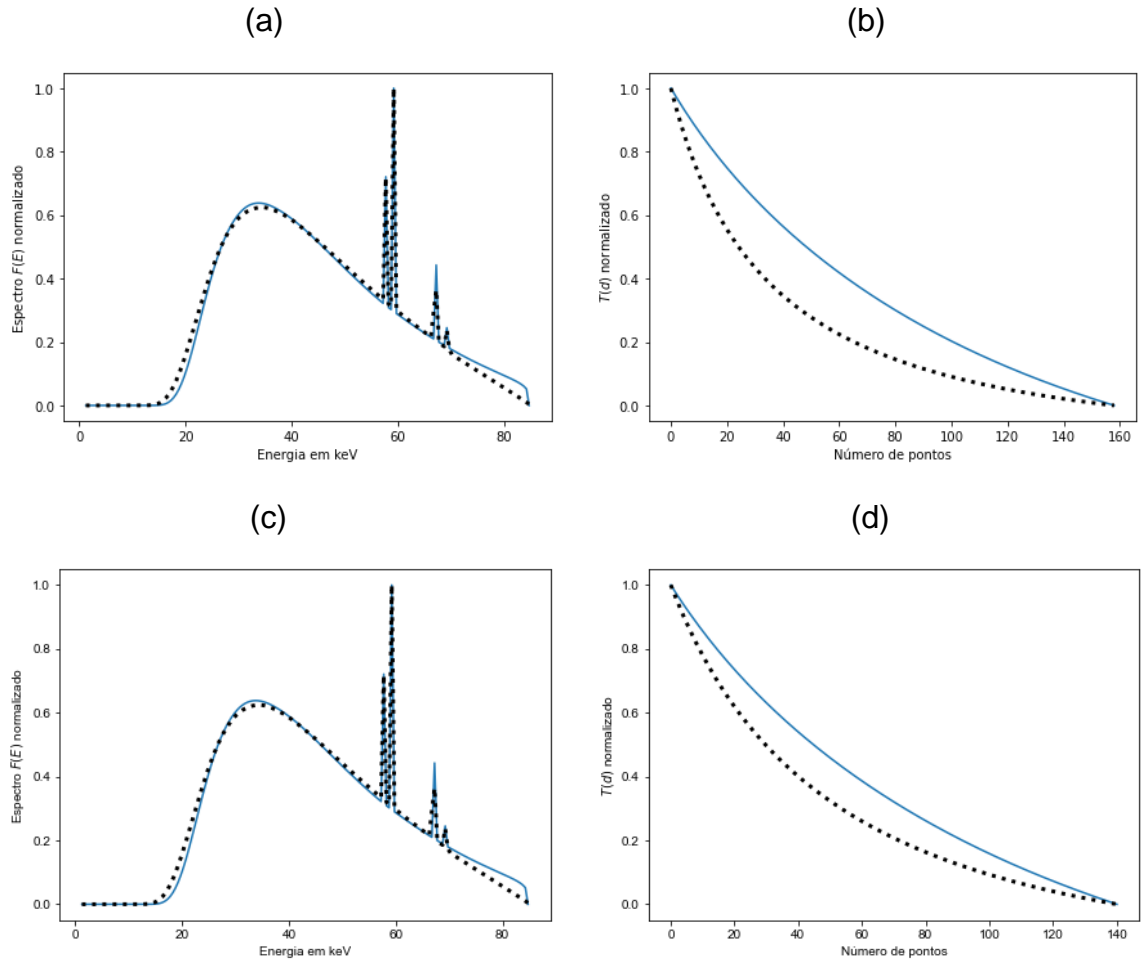 (a)
(b)
1.0
0.8
0.6
0.4
0.2
0.0
Espectro F(E) normalizado
0 20 40 60 80
Energia em keV
1.0
0.8
0.6
0.4
0.2
0.0
T(d) normalizado
0 20 40 60 80 100 120 140 160
Número de pontos
(c)
(d)
1.0
0.8
0.6
0.4
0.2
0.0
Espectro F(E) normalizado
0 20 40 60 80
Energia em keV
1.0
0.8
0.6
0.4
0.2
0.0
T(d) normalizado
0 20 40 60 80 100 120 140
Número de pontos